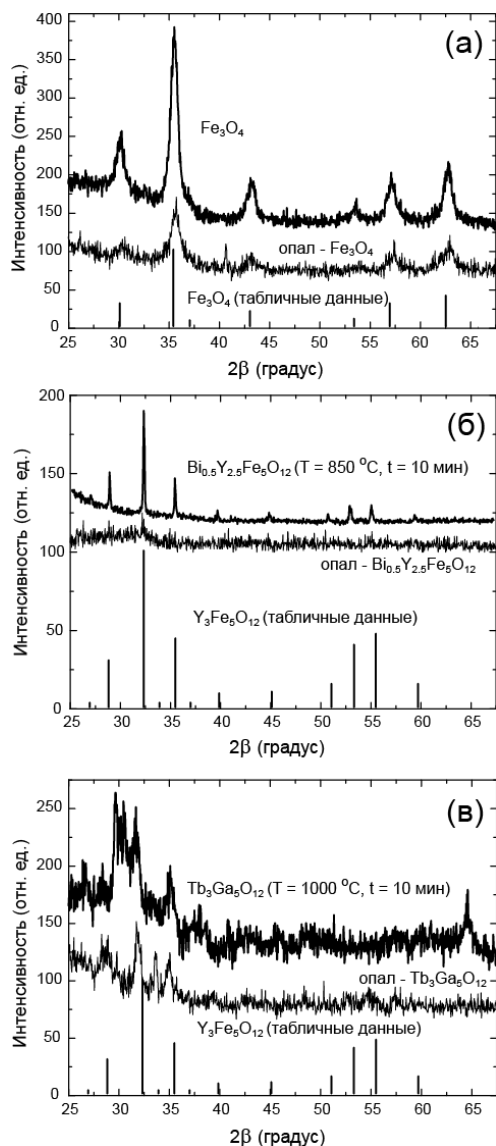 (а)
400
350
300
250
200
150
100
50
0
Интенсивность (отн. ед.)
Fe₃O₄
опал - Fe₃O₄
Fe₃O₄ (табличные данные)
25 30 35 40 45 50 55 60 65
2β (градус)
(б)
200
150
100
50
0
Интенсивность (отн. ед.)
Bi₀.₅Y₂.₅Fe₅O₁₂ (T = 850 °C, t = 10 мин)
опал - Bi₀.₅Y₂.₅Fe₅O₁₂
Y₃Fe₅O₁₂ (табличные данные)
25 30 35 40 45 50 55 60 65
2β (градус)
(в)
250
200
150
100
50
0
Интенсивность (отн. ед.)
Tb₃Ga₅O₁₂ (T = 1000 °C, t = 10 мин)
опал - Tb₃Ga₅O₁₂
Y₃Fe₅O₁₂ (табличные данные)
25 30 35 40 45 50 55 60 65
2β (градус)